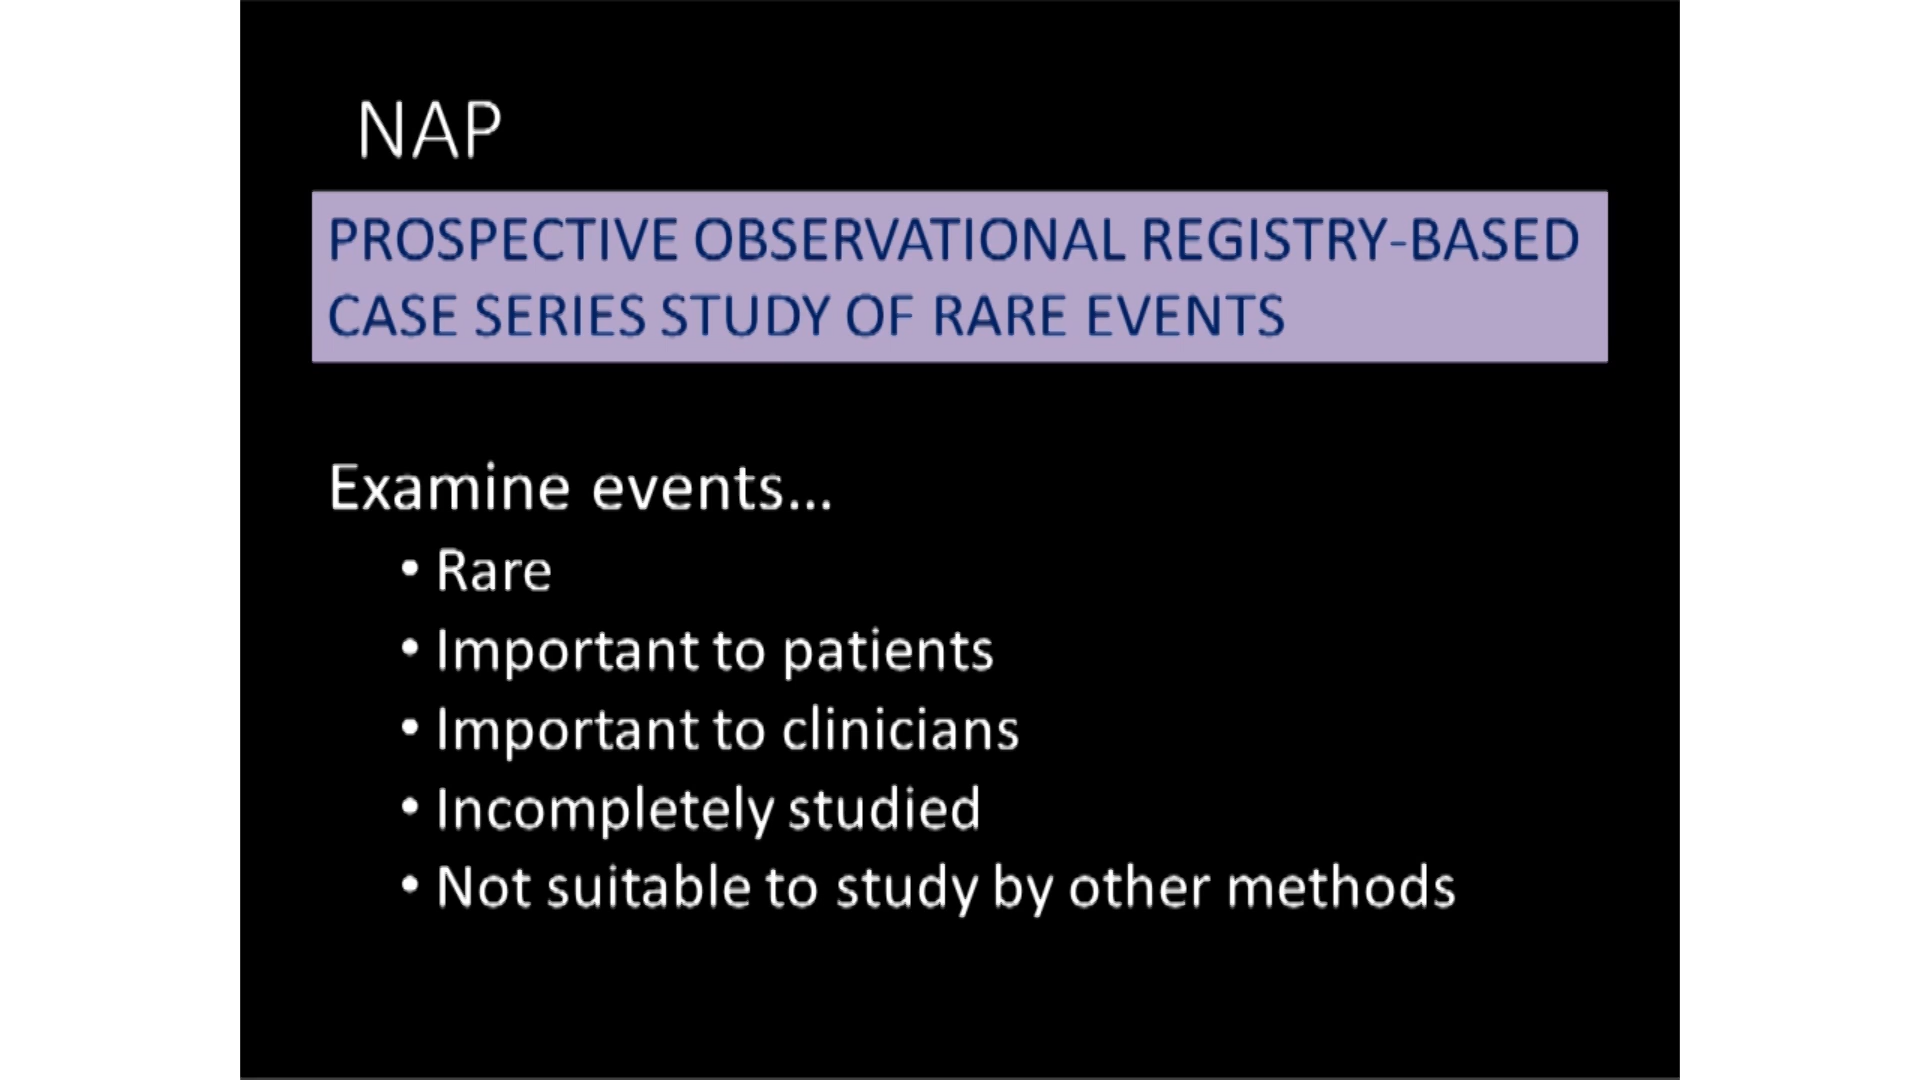 NAP
PROSPECTIVE OBSERVATIONAL REGISTRY-BASED
CASE SERIES STUDY OF RARE EVENTS
Examine events...
• Rare
• Important to patients
• Important to clinicians
• Incompletely studied
• Not suitable to study by other methods